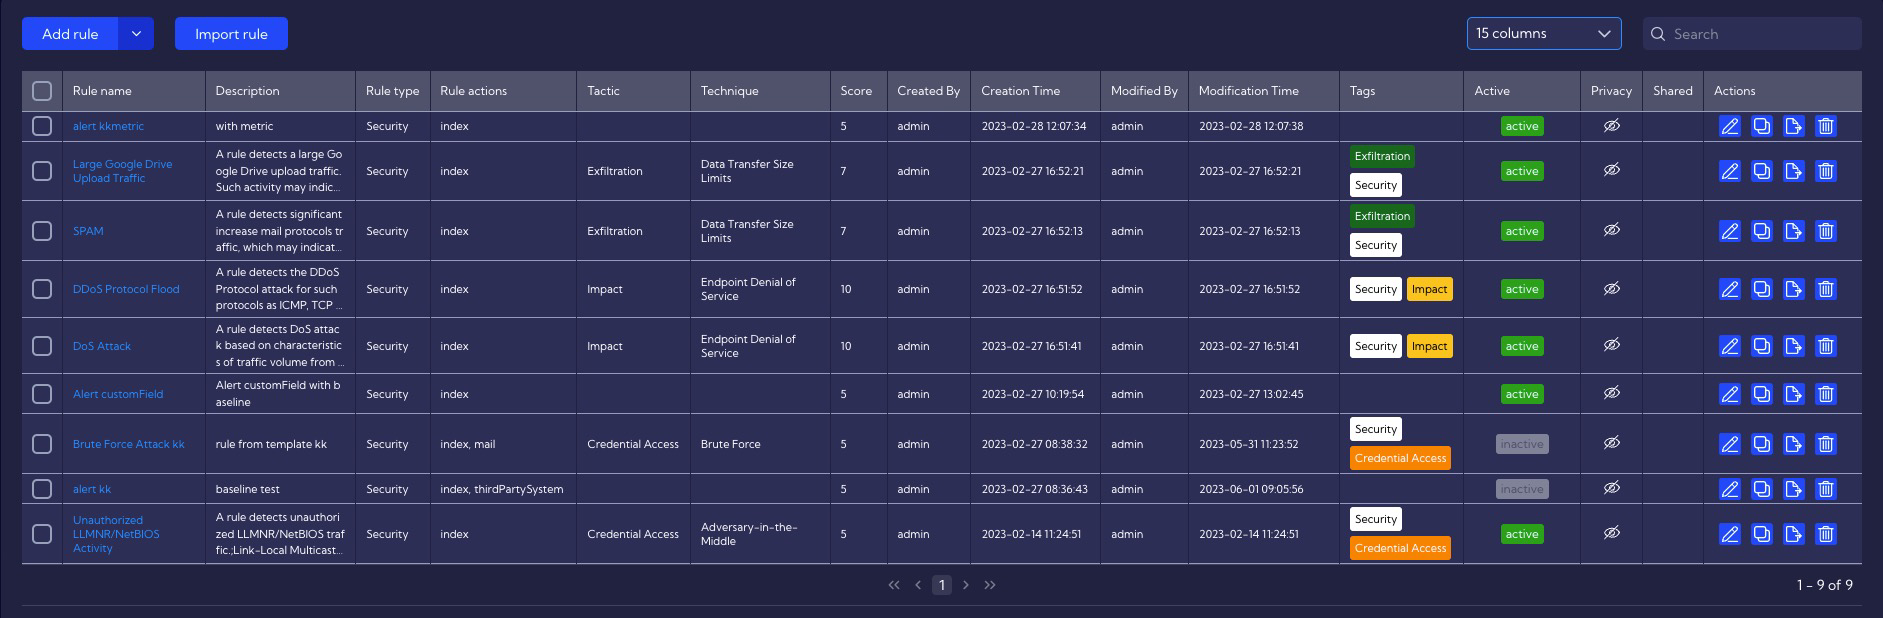 Add rule
Import rule
15 columns
Search
Rule name Description Rule type Rule actions Tactic Technique Score Created By Creation Time Modified By Modification Time Tags Active Privacy Shared Actions
alert kkmetric with metric Security index 5 admin 2023-02-28 12:07:34 admin 2023-02-28 12:07:38 active
Large Google Drive
Upload Traffic
A rule detects a large Go
ogle Drive upload traffic.
Such activity may indic...
Security index Exfiltration
Data Transfer Size
Limits
7 admin 2023-02-27 16:52:21 admin 2023-02-27 16:52:21
Exfiltration
Security
active
SPAM
A rule detects significant
increase mail protocols tr
affic, which may indicat...
Security index Exfiltration
Data Transfer Size
Limits
7 admin 2023-02-27 16:52:13 admin 2023-02-27 16:52:13
Exfiltration
Security
active
DDoS Protocol Flood
A rule detects the DDoS
Protocol attack for such
protocols as ICMP, TCP ...
Security index Impact
Endpoint Denial of
Service
10 admin 2023-02-27 16:51:52 admin 2023-02-27 16:51:52 Security Impact active
DoS Attack
A rule detects DoS attac
k based on characteristic
s of traffic volume from ...
Security index Impact
Endpoint Denial of
Service
10 admin 2023-02-27 16:51:41 admin 2023-02-27 16:51:41 Security Impact active
Alert customField
Alert customField with b
aseline
Security index 5 admin 2023-02-27 10:19:54 admin 2023-02-27 13:02:45 active
Brute Force Attack kk rule from template kk Security index, mail Credential Access Brute Force 5 admin 2023-02-27 08:38:32 admin 2023-05-31 11:23:52
Security
Credential Access
inactive
alert kk baseline test Security index, thirdPartySystem 5 admin 2023-02-27 08:36:43 admin 2023-06-01 09:05:56 inactive
Unauthorized
LLMNR/NetBIOS
Activity
A rule detects unauthori
zed LLMNR/NetBIOS traf
fic.;Link-Local Multicast...
Security index Credential Access
Adversary-in-the-
Middle
5 admin 2023-02-14 11:24:51 admin 2023-02-14 11:24:51
Security
Credential Access
active
1
1 - 9 of 9